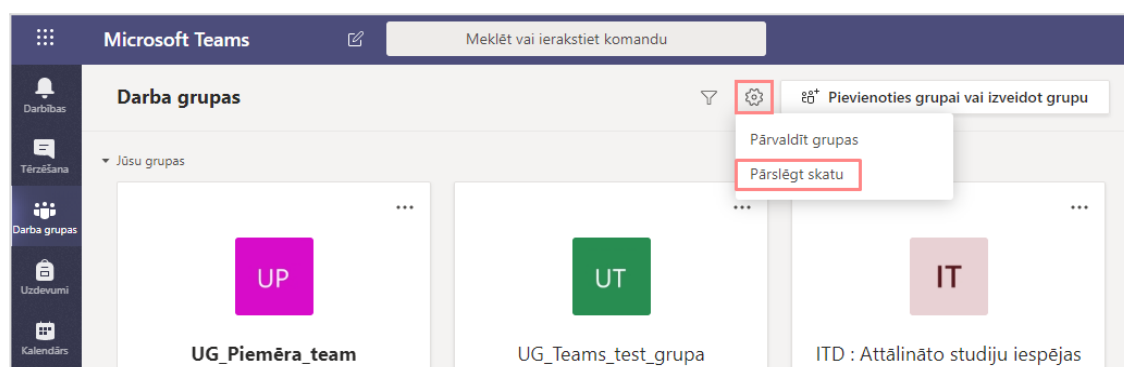 Microsoft Teams
Meklēt vai ierakstiet komandu
Darbības
Tērzēšana
Darba grupas
Uzdevumi
Kalendārs
Darba grupas
Pievienoties grupai vai izveidot grupu
Pārvaldīt grupas
Pārslēgt skatu
Jūsu grupas
UP
UT
IT
UG_Piemēra_team
UG_Teams_test_grupa
ITD : Attālināto studiju iespējas